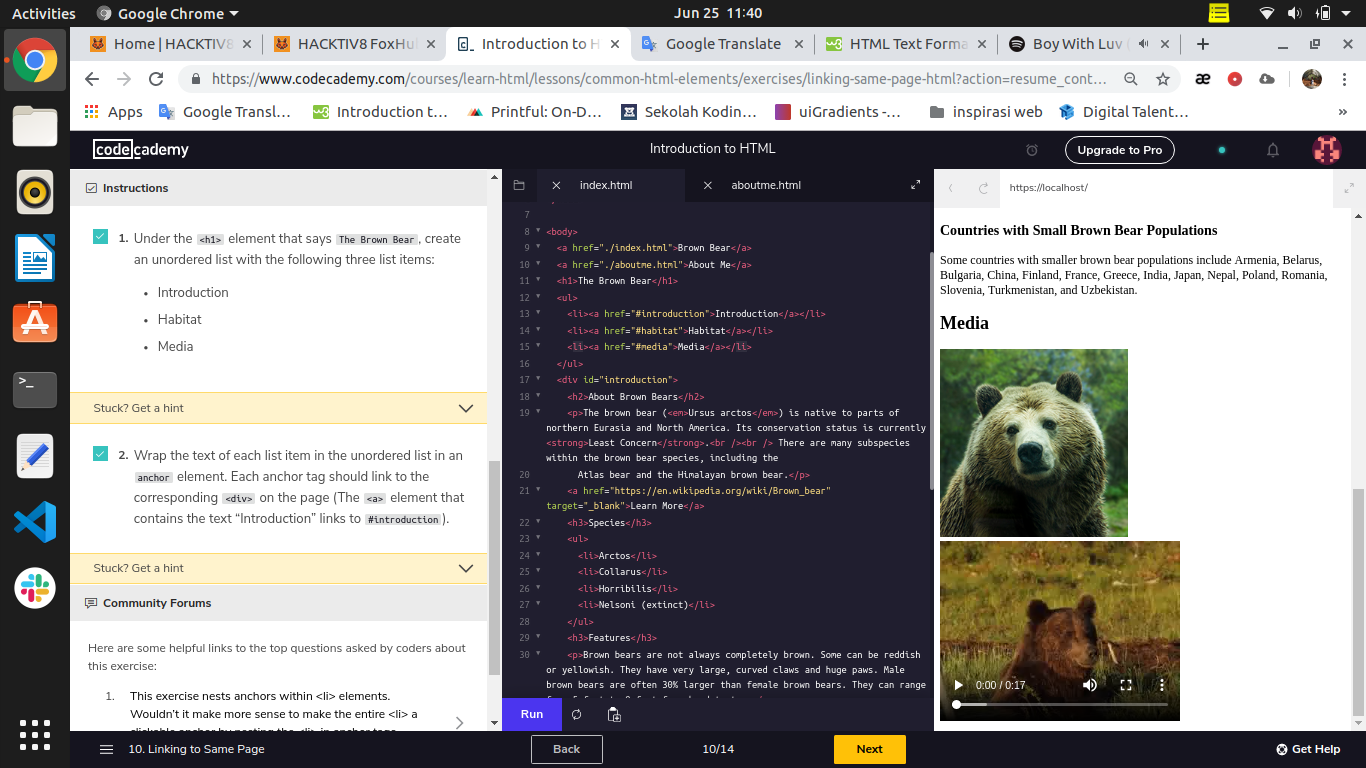 Activities
Google Chrome
Jun 25 11:40
Home | HACKTIV8
HACKTIV8 FoxHu
Introduction to H
Google Translate
HTML Text Forma
Boy With Luv (
https://www.codecademy.com/courses/learn-html/lessons/common-html-elements/exercises/linking-same-page-html?action=resume_cont...
Apps
Google Transl...
Introduction t...
Printful: On-D...
Sekolah Kodin...
uiGradients -...
inspirasi web
Digital Talent...
codecademy
Introduction to HTML
Upgrade to Pro
Instructions
1. Under the <h1> element that says The Brown Bear, create
an unordered list with the following three list items:
• Introduction
• Habitat
• Media
Stuck? Get a hint
2. Wrap the text of each list item in the unordered list in an
anchor element. Each anchor tag should link to the
corresponding <div> on the page (The <a> element that
contains the text “Introduction” links to #introduction).
Stuck? Get a hint
Community Forums
Here are some helpful links to the top questions asked by coders about
this exercise:
1. This exercise nests anchors within <li> elements.
Wouldn't it make more sense to make the entire <li> a
index.html
aboutme.html
7
8 <body>
9 <a href="./index.html">Brown Bear</a>
10 <a href="./aboutme.html">About Me</a>
11 <h1>The Brown Bear</h1>
12 <ul>
13 <li><a href="#introduction">Introduction</a></li>
14 <li><a href="#habitat">Habitat</a></li>
15 <li><a href="#media">Media</a></li>
16 </ul>
17 <div id="introduction">
18 <h2>About Brown Bears</h2>
19 <p>The brown bear (<em>Ursus arctos</em>) is native to parts of
northern Eurasia and North America. Its conservation status is currently
<strong>Least Concern</strong>.<br /><br /> There are many subspecies
within the brown bear species, including the
20 Atlas bear and the Himalayan brown bear.</p>
21 <a href="https://en.wikipedia.org/wiki/Brown_bear"
target="_blank">Learn More</a>
22 <h3>Species</h3>
23 <ul>
24 <li>Arctos</li>
25 <li>Collarus</li>
26 <li>Horribilis</li>
27 <li>Nelsoni (extinct)</li>
28 </ul>
29 <h3>Features</h3>
30 <p>Brown bears are not always completely brown. Some can be reddish
or yellowish. They have very large, curved claws and huge paws. Male
brown bears are often 30% larger than female brown bears. They can range
Run
https://localhost/
Countries with Small Brown Bear Populations
Some countries with smaller brown bear populations include Armenia, Belarus,
Bulgaria, China, Finland, France, Greece, India, Japan, Nepal, Poland, Romania,
Slovenia, Turkmenistan, and Uzbekistan.
Media
0:00 / 0:17
10. Linking to Same Page
Back
10/14
Next
Get Help